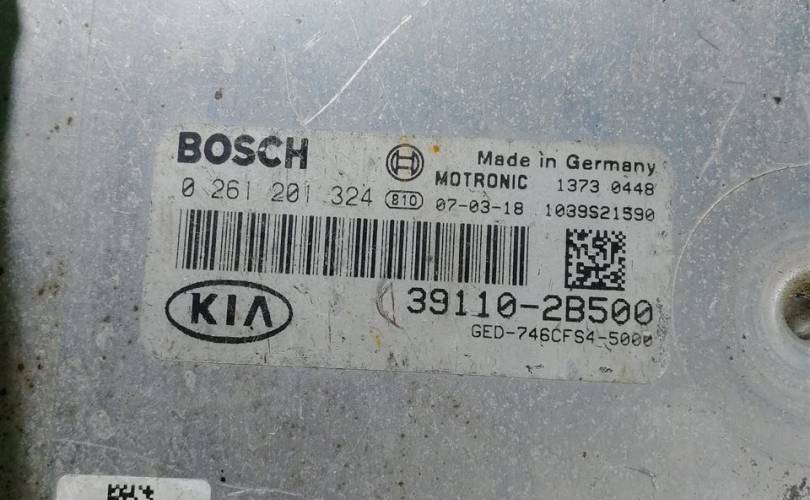 BOSCH
Made in Germany
MOTRONIC 1373 0448
0 261 201 324 810 07-03-18 1039S21590
KIA 39110-2B500
GED-746CFS4-5000